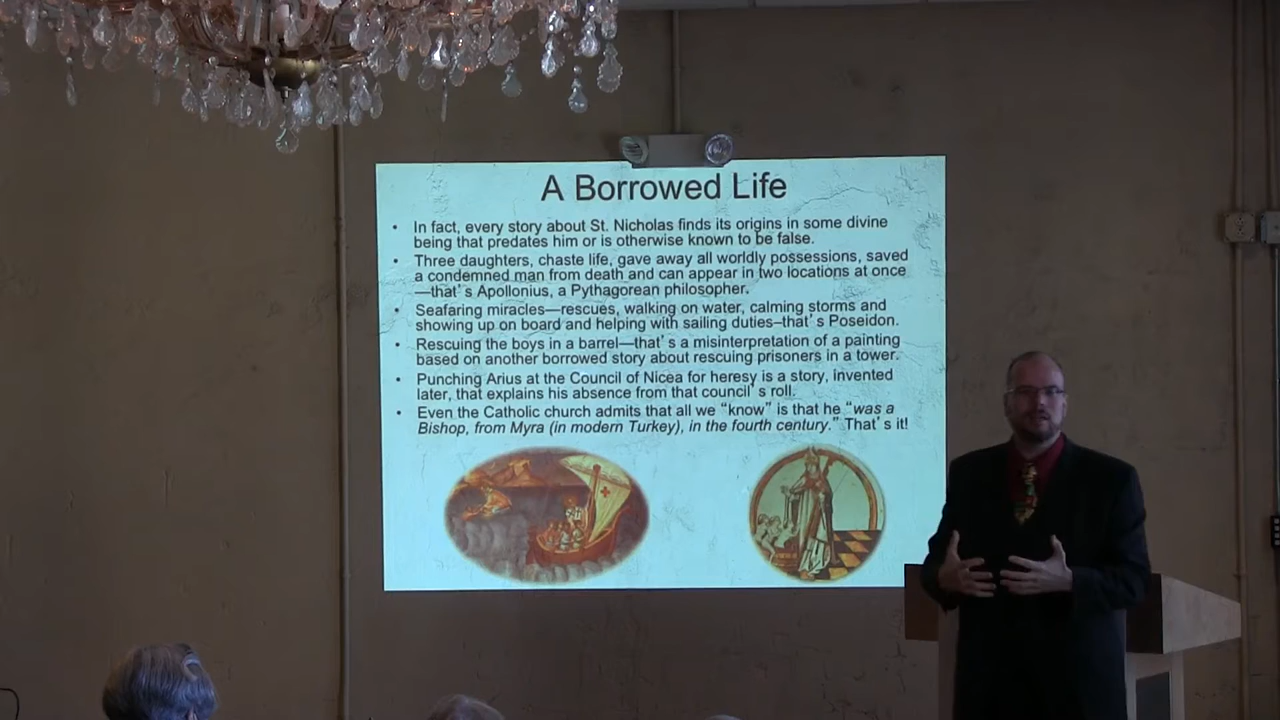 A Borrowed Life
• In fact, every story about St. Nicholas finds its origins in some divine
being that predates him or is otherwise known to be false.
• Three daughters, chaste life, gave away all worldly possessions, saved
a condemned man from death and can appear in two locations at once
—that's Apollonius, a Pythagorean philosopher.
• Seafaring miracles—rescues, walking on water, calming storms and
showing up on board and helping with sailing duties–that's Poseidon.
• Rescuing the boys in a barrel—that's a misinterpretation of a painting
based on another borrowed story about rescuing prisoners in a tower.
• Punching Arius at the Council of Nicea for heresy is a story, invented
later, that explains his absence from that council's roll.
• Even the Catholic church admits that all we “know” is that he “was a
Bishop, from Myra (in modern Turkey), in the fourth century.” That's it!